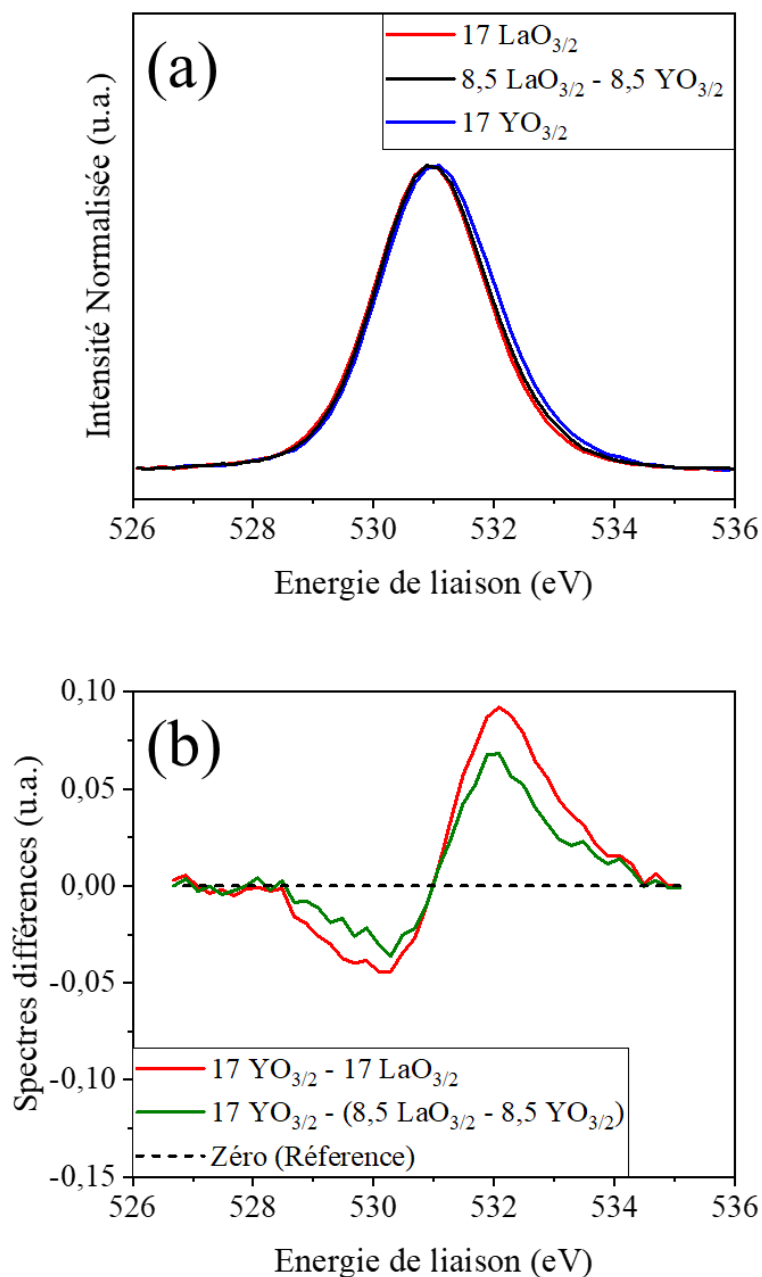 (a)
17 LaO3/2
8,5 LaO3/2 - 8,5 YO3/2
17 YO3/2
Intensité Normalisée (u.a.)
526 528 530 532 534 536
Energie de liaison (eV)
(b)
0,10
0,05
0,00
-0,05
-0,10
-0,15
Spectres différences (u.a.)
17 YO3/2 - 17 LaO3/2
17 YO3/2 - (8,5 LaO3/2 - 8,5 YO3/2)
Zéro (Réference)
526 528 530 532 534 536
Energie de liaison (eV)